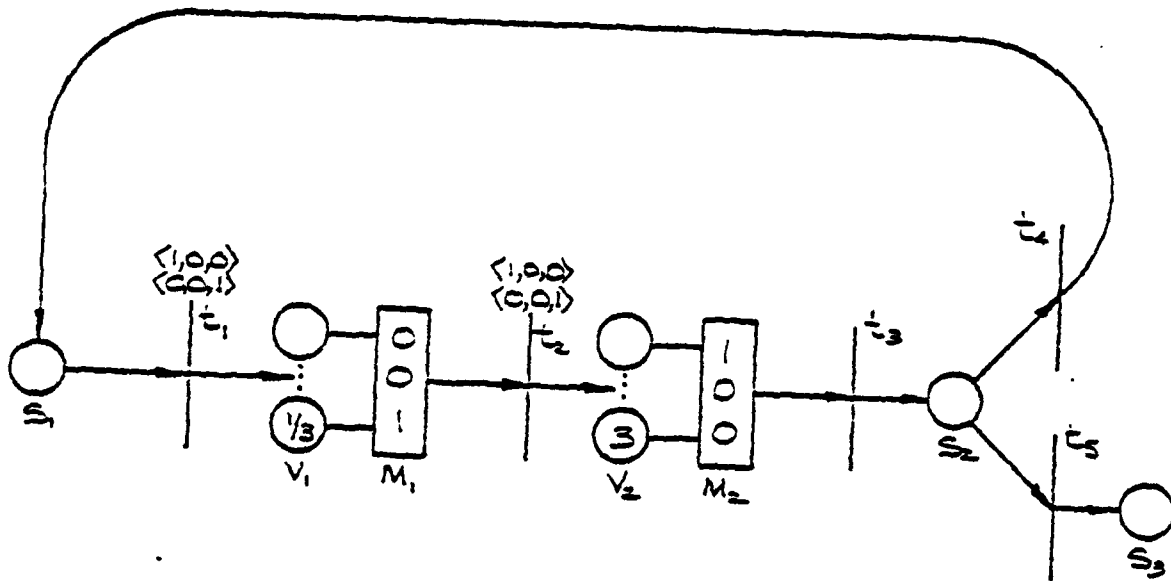 t₄
⟨1,0,0⟩
⟨0,0,1⟩
t₁
⟨1,0,0⟩
⟨0,0,1⟩
t₂
t₃
0
0
1
1
0
0
1/3
3
S₁
V₁
M₁
V₂
M₂
S₂
t₅
S₃